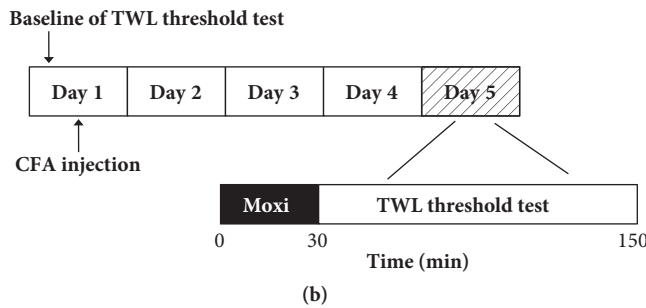 Baseline of TWL threshold test
Day 1 Day 2 Day 3 Day 4 Day 5
CFA injection
Moxi TWL threshold test
0 30 150
Time (min)
(b)